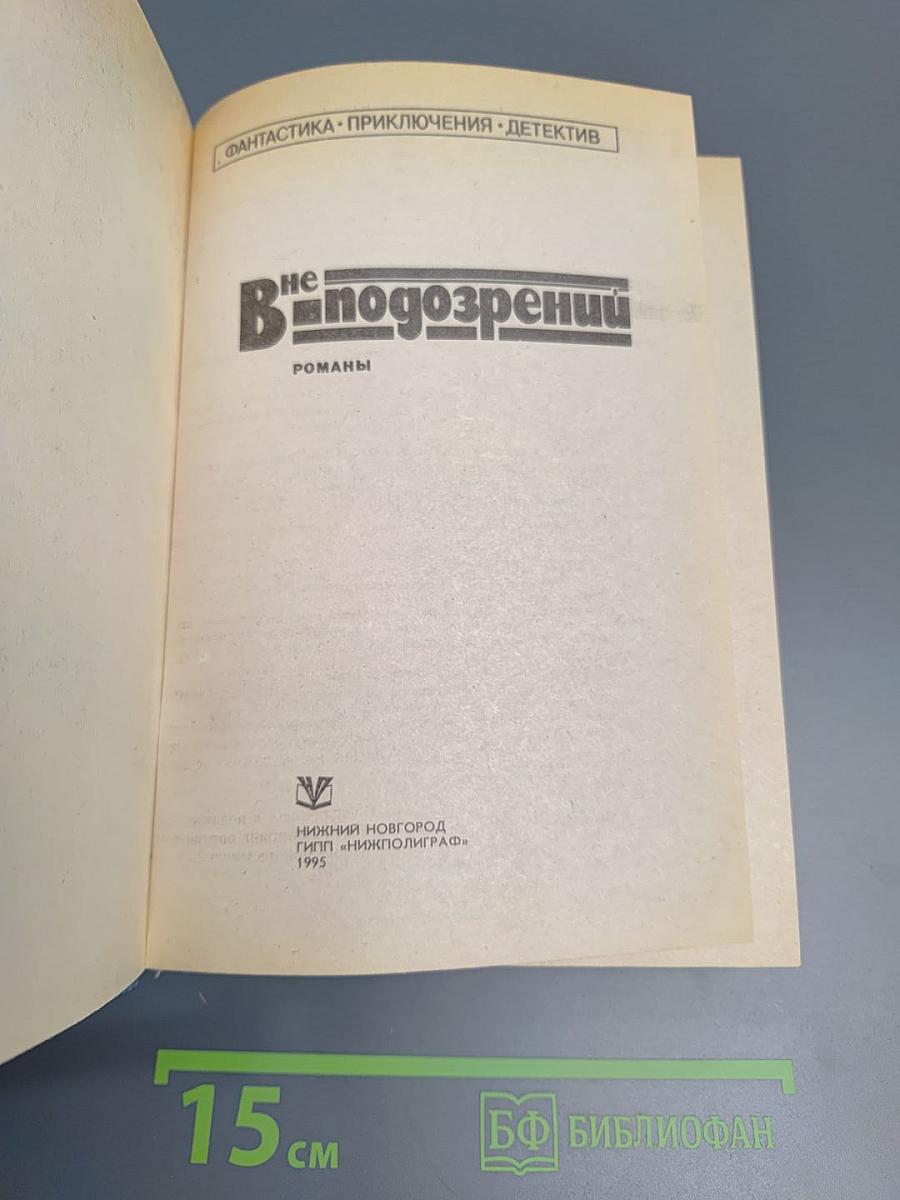 ФАНТАСТИКА · ПРИКЛЮЧЕНИЯ · ДЕТЕКТИВ
Вне подозрений
РОМАНЫ
НИЖНИЙ НОВГОРОД
ГИПП «НИЖПОЛИГРАФ»
1995
15 см
БФ БИБЛИОФАН